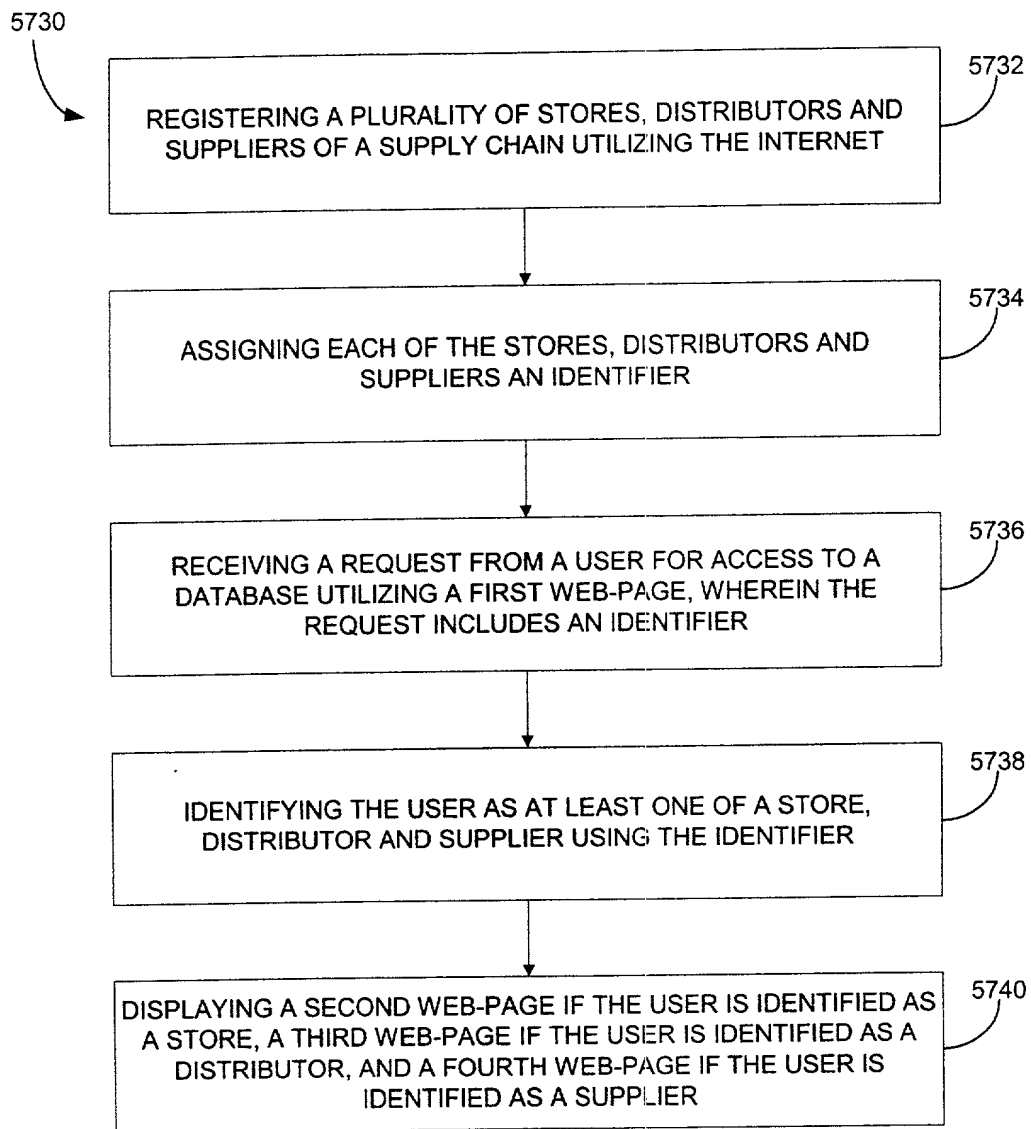 5730
5732
REGISTERING A PLURALITY OF STORES, DISTRIBUTORS AND
SUPPLIERS OF A SUPPLY CHAIN UTILIZING THE INTERNET
5734
ASSIGNING EACH OF THE STORES, DISTRIBUTORS AND
SUPPLIERS AN IDENTIFIER
5736
RECEIVING A REQUEST FROM A USER FOR ACCESS TO A
DATABASE UTILIZING A FIRST WEB-PAGE, WHEREIN THE
REQUEST INCLUDES AN IDENTIFIER
5738
IDENTIFYING THE USER AS AT LEAST ONE OF A STORE,
DISTRIBUTOR AND SUPPLIER USING THE IDENTIFIER
5740
DISPLAYING A SECOND WEB-PAGE IF THE USER IS IDENTIFIED AS
A STORE, A THIRD WEB-PAGE IF THE USER IS IDENTIFIED AS A
DISTRIBUTOR, AND A FOURTH WEB-PAGE IF THE USER IS
IDENTIFIED AS A SUPPLIER